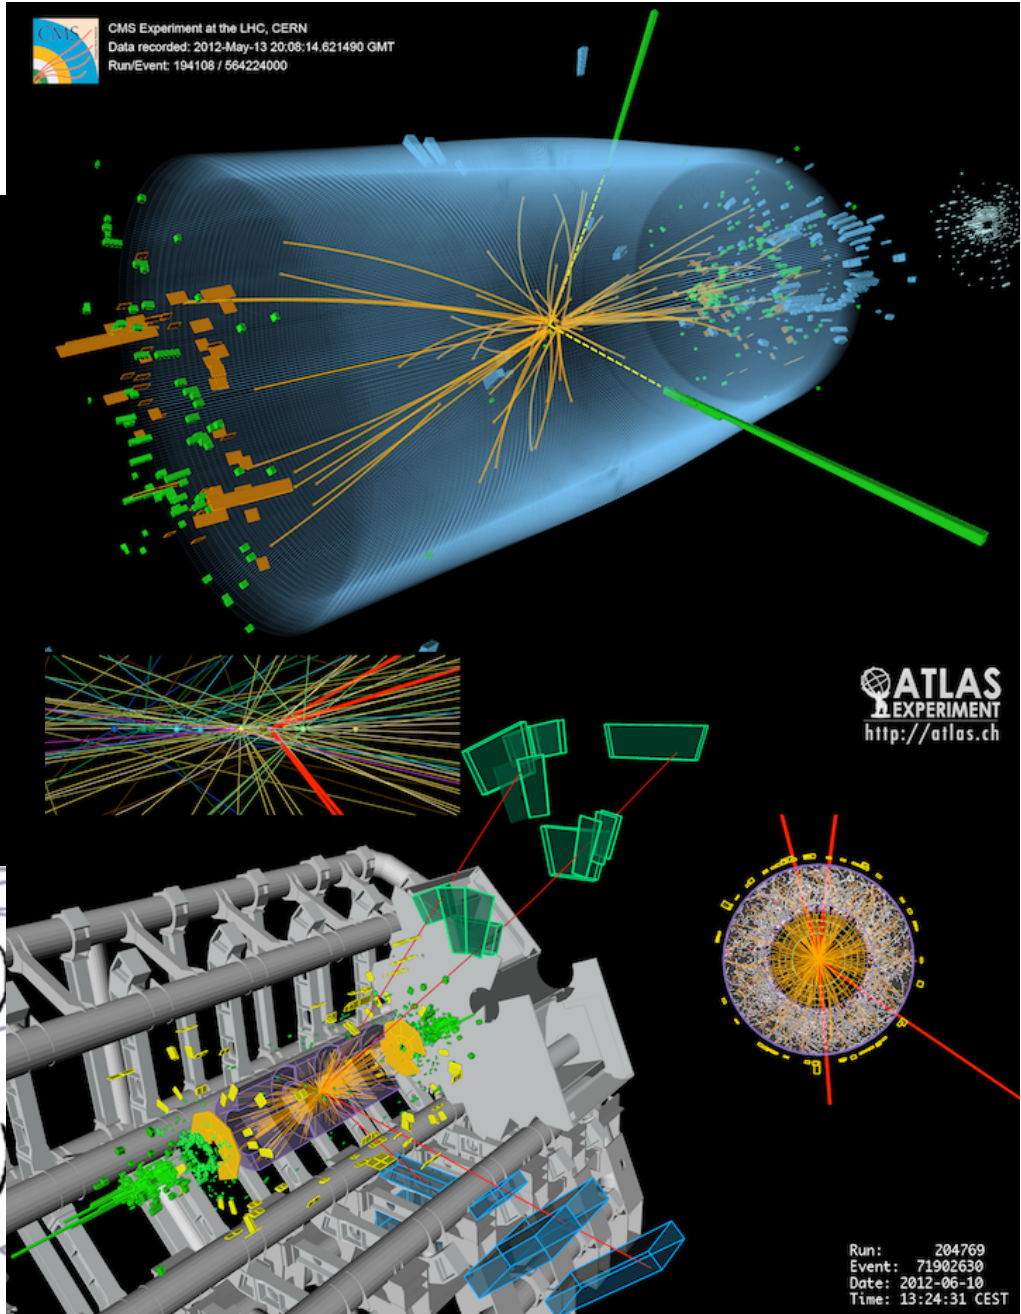 CMS
CMS Experiment at the LHC, CERN
Data recorded: 2012-May-13 20:08:14.621490 GMT
Run/Event: 194108 / 564224000
ATLAS
EXPERIMENT
http://atlas.ch
Run: 204769
Event: 71902630
Date: 2012-06-10
Time: 13:24:31 CEST